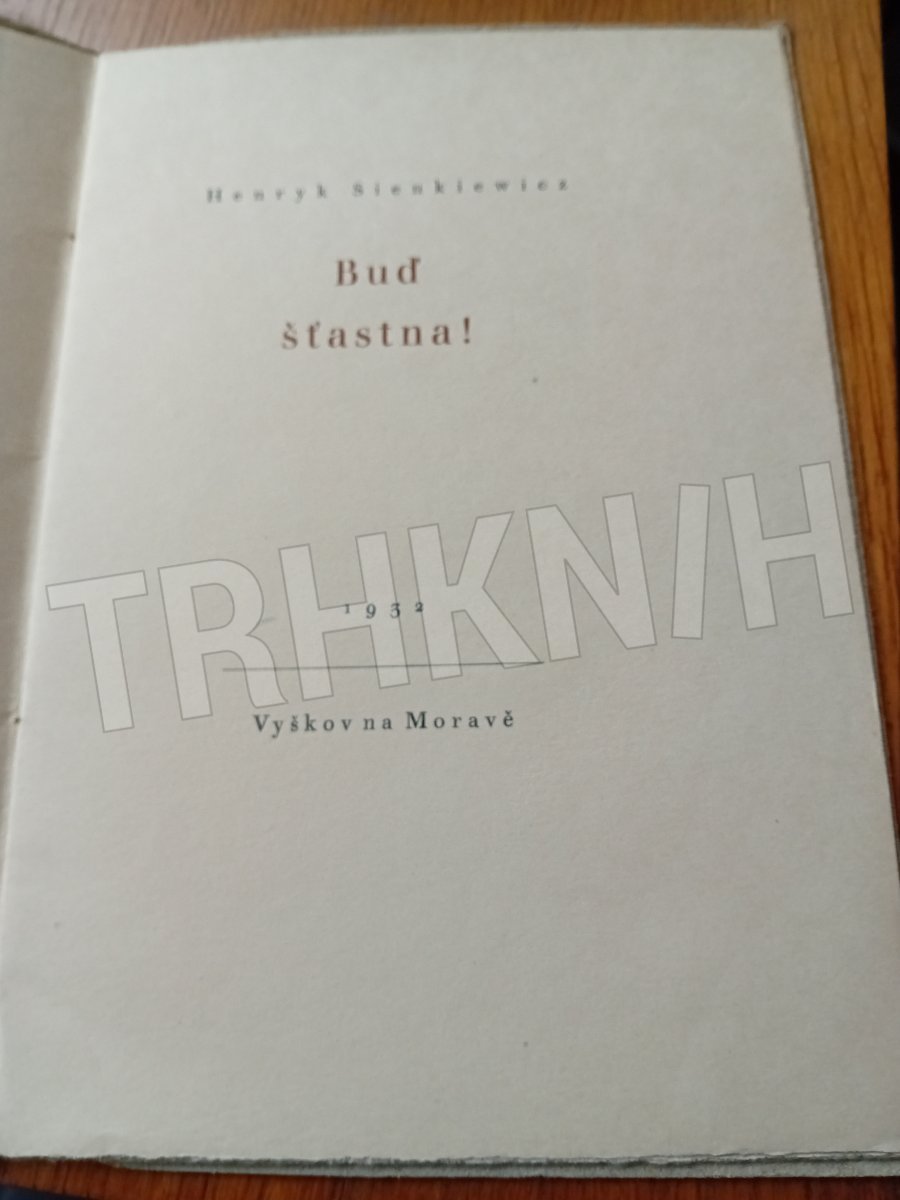 Henryk Sienkiewicz
Buď
šťastna!
TRHKNIH
1932
Vyškov na Moravě